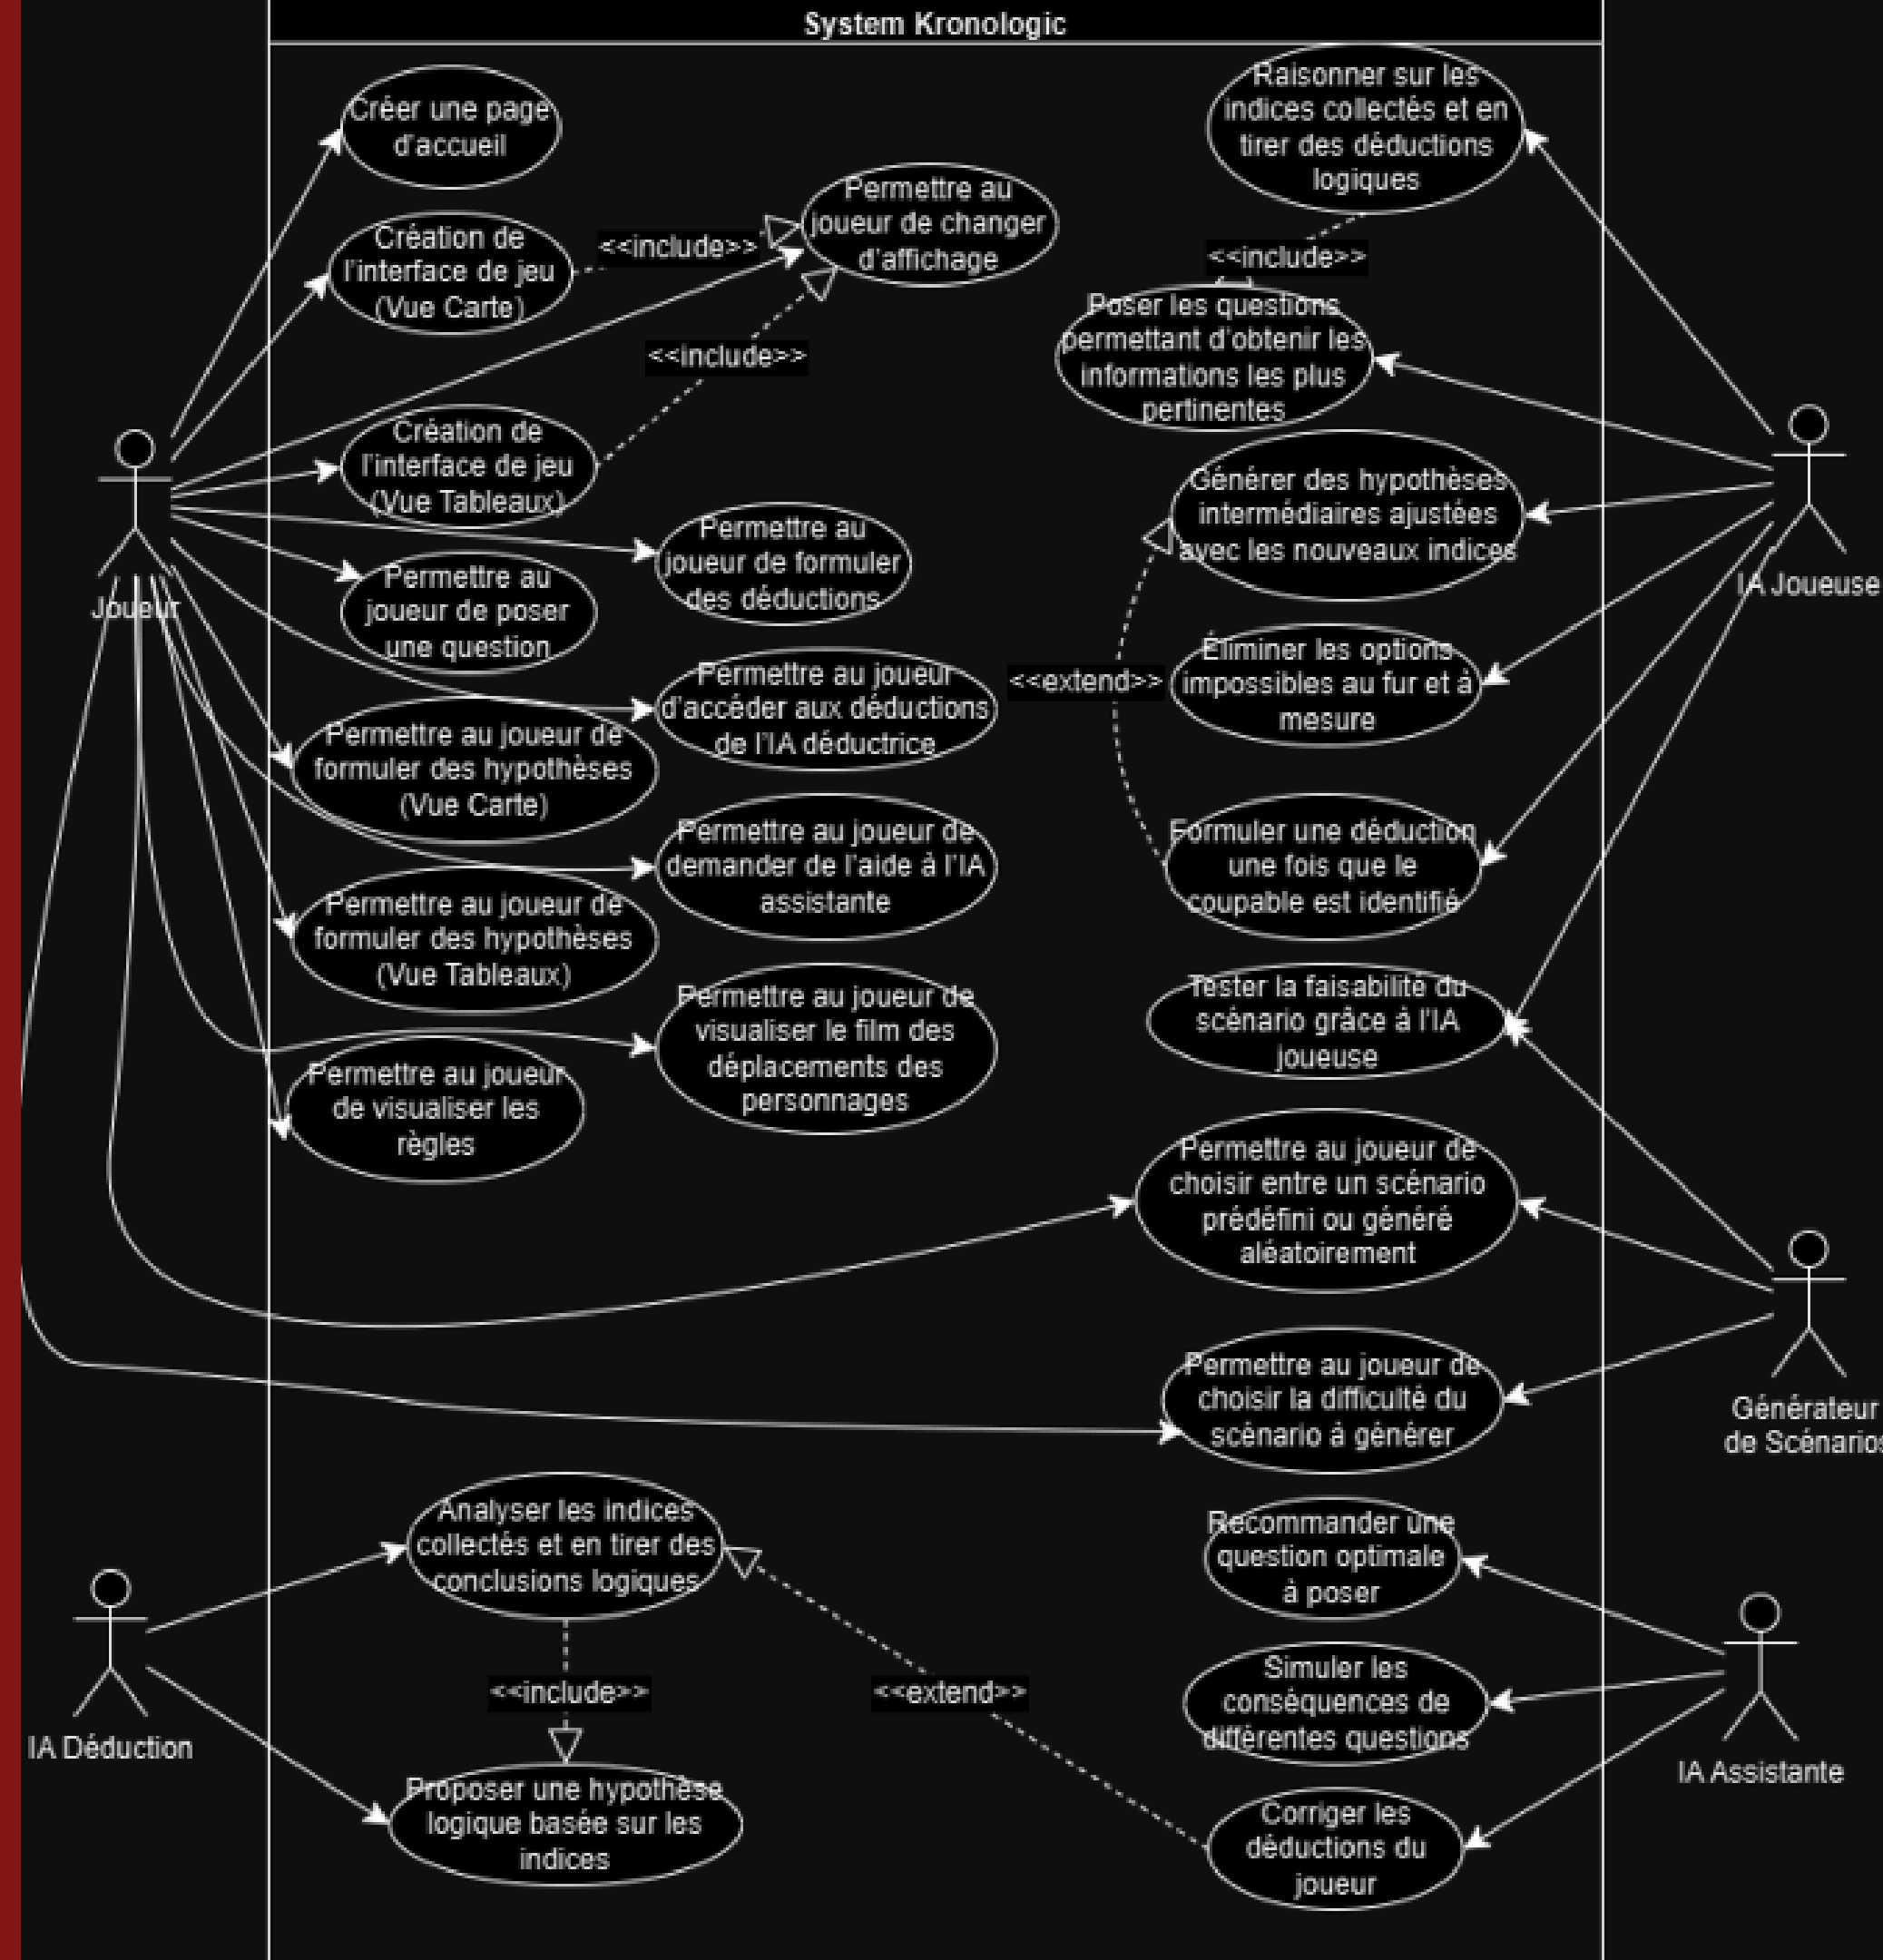 System Kronologic
Créer une page
d'accueil
Création de
l'interface de jeu
(Vue Carte)
<<include>>
Permettre au
joueur de changer
d'affichage
<<include>>
Création de
l'interface de jeu
(Vue Tableaux)
Joueur
Permettre au
joueur de formuler
des déductions
Permettre au
joueur de poser
une question
Permettre au joueur
d'accéder aux déductions
de l'IA déductrice
Permettre au joueur de
formuler des hypothèses
(Vue Carte)
Permettre au joueur de
demander de l'aide à l'IA
assistante
Permettre au joueur de
formuler des hypothèses
(Vue Tableaux)
Permettre au joueur de
visualiser le film des
déplacements des
personnages
Permettre au joueur
de visualiser les
règles
Raisonner sur les
indices collectés et en
tirer des déductions
logiques
<<include>>
Poser les questions
permettant d'obtenir les
informations les plus
pertinentes
Générer des hypothèses
intermédiaires ajustées
avec les nouveaux indices
IA Joueuse
<<extend>>
Éliminer les options
impossibles au fur et à
mesure
Formuler une déduction
une fois que le
coupable est identifié
Tester la faisabilité du
scénario grâce à l'IA
joueuse
Permettre au joueur de
choisir entre un scénario
prédéfini ou généré
aléatoirement
Permettre au joueur de
choisir la difficulté du
scénario à générer
Générateur
de Scénarios
Analyser les indices
collectés et en tirer des
conclusions logiques
<<include>>
<<extend>>
IA Déduction
Proposer une hypothèse
logique basée sur les
indices
Recommander une
question optimale
à poser
Simuler les
conséquences de
différentes questions
IA Assistante
Corriger les
déductions du
joueur